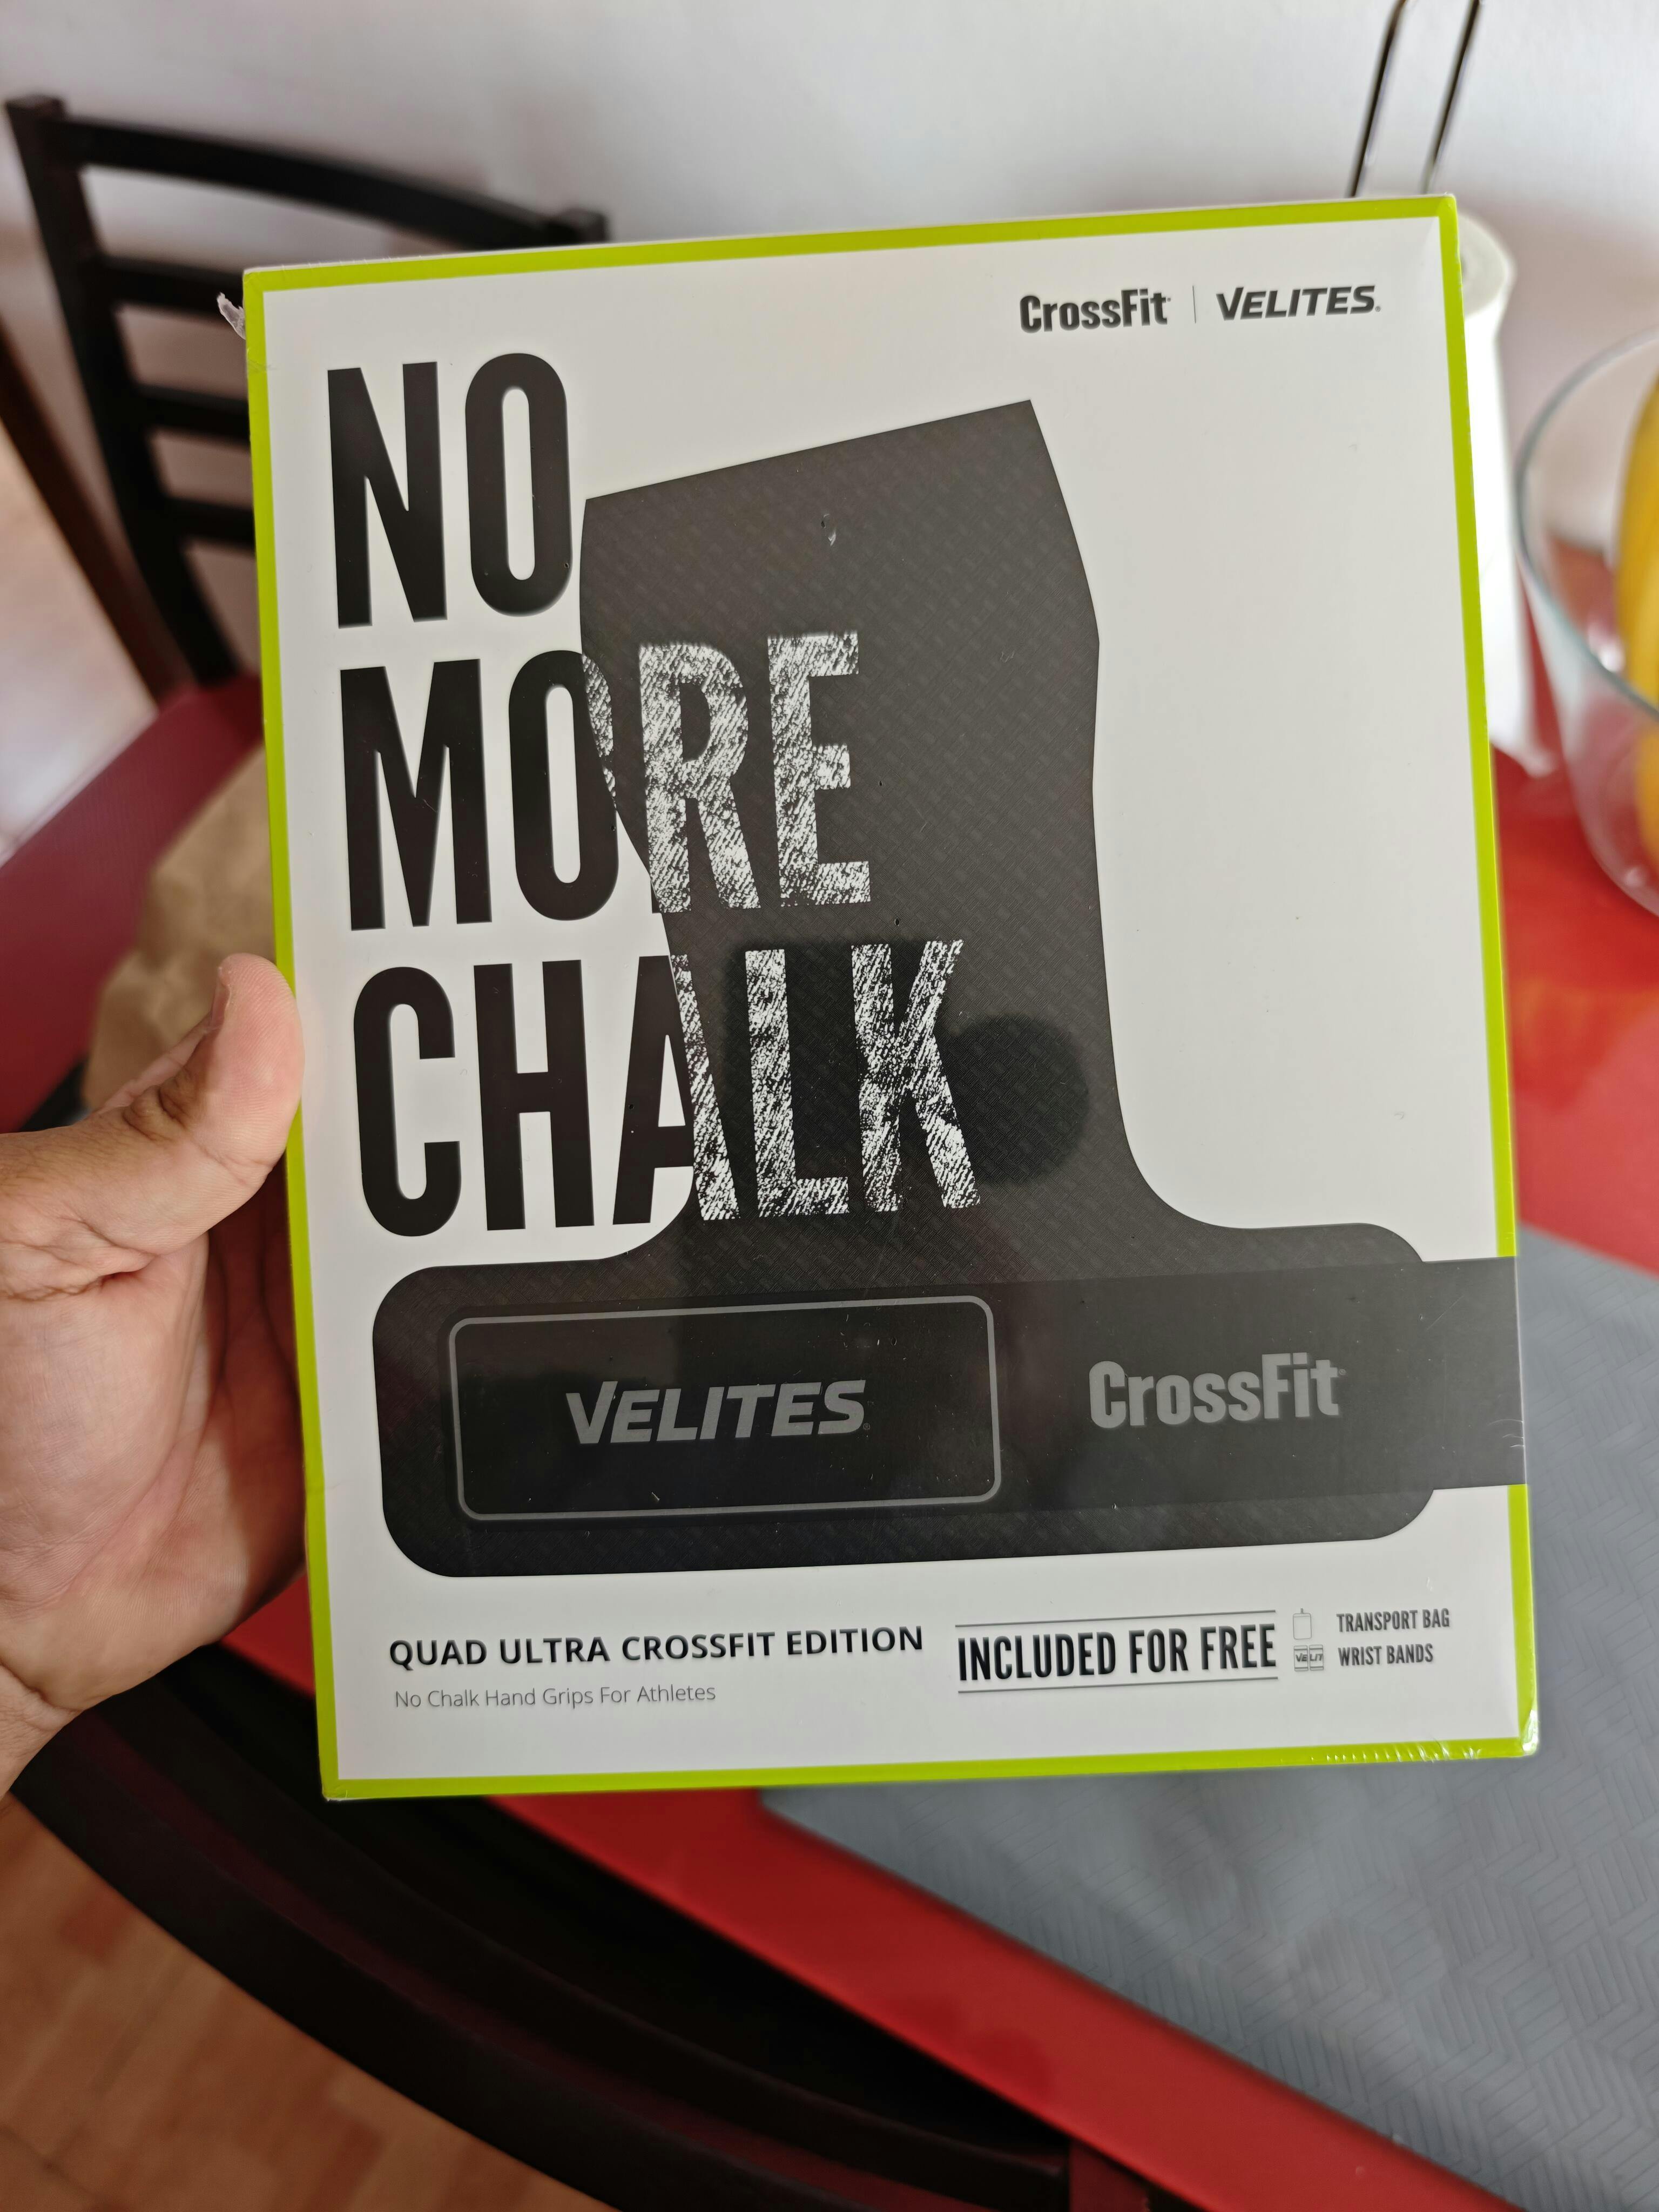 CrossFit | VELITES.
NO
MORE
CHALK
VELITES
CrossFit
QUAD ULTRA CROSSFIT EDITION
No Chalk Hand Grips For Athletes
INCLUDED FOR FREE
TRANSPORT BAG
WRIST BANDS